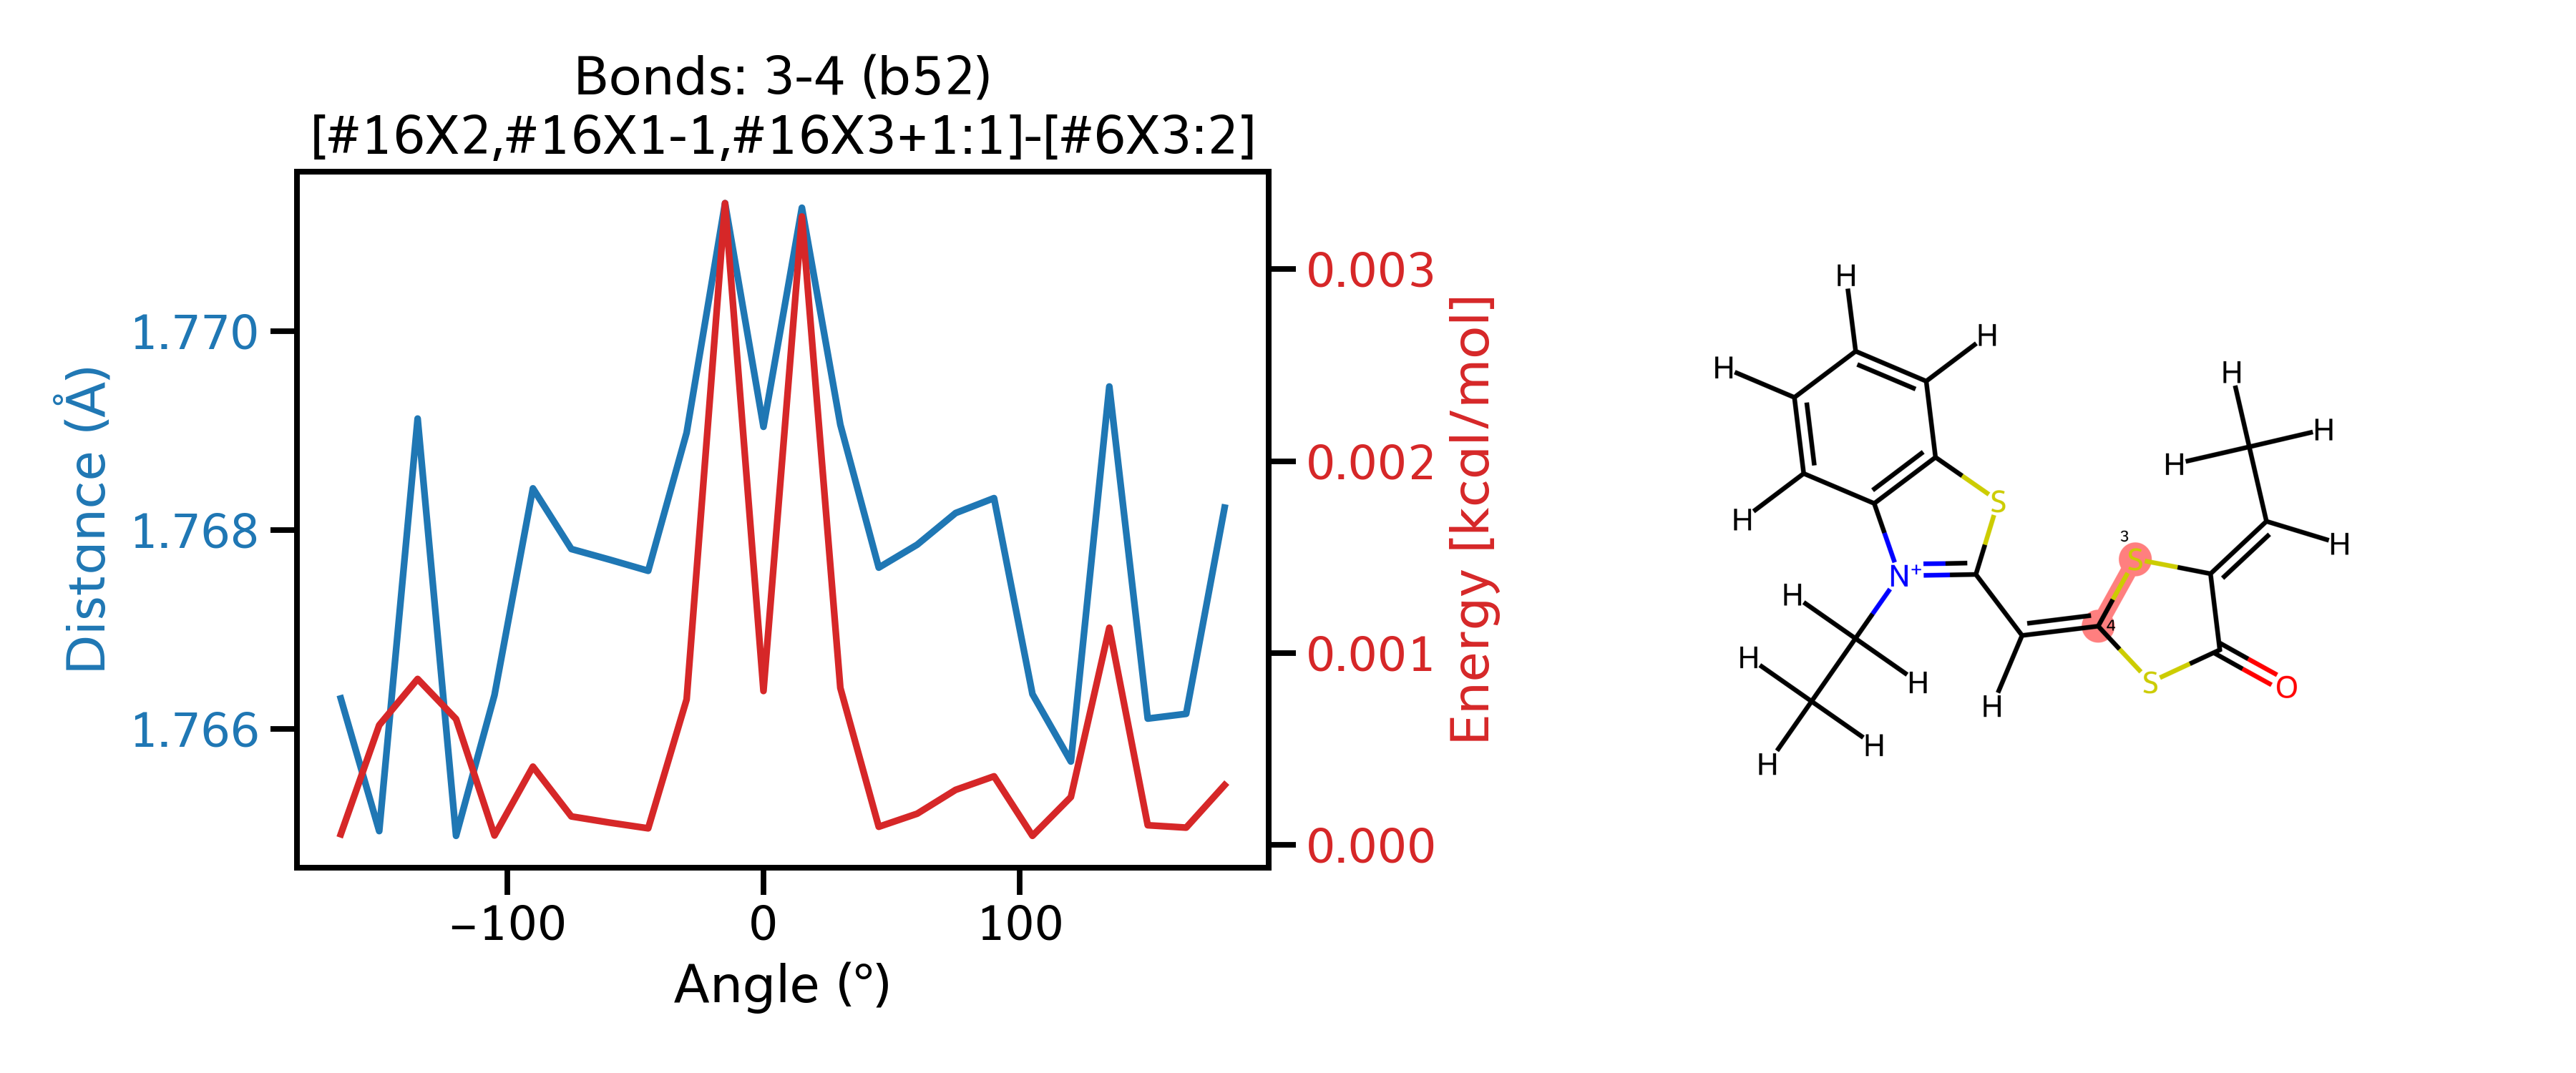 Bonds: 3-4 (b52)
[#16X2,#16X1-1,#16X3+1:1]-[#6X3:2]
Distance (Å)
1.770
1.768
1.766
−100
0
100
Angle (°)
0.003
0.002
0.001
0.000
Energy [kcal/mol]
H
H
H
H
H
H
H
S
3
S
H
N⁺
H
4
H
H
S
O
H
H
H